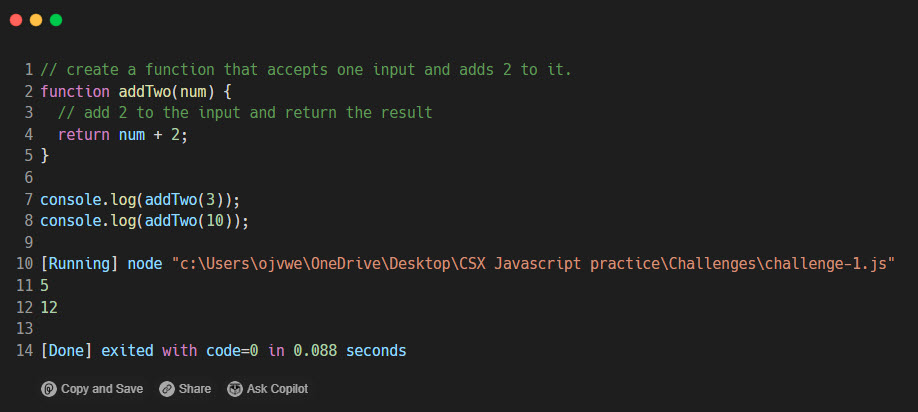 1 // create a function that accepts one input and adds 2 to it.
2 function addTwo(num) {
3   // add 2 to the input and return the result
4   return num + 2;
5 }
6
7 console.log(addTwo(3));
8 console.log(addTwo(10));
9
10 [Running] node "c:\Users\ojvwe\OneDrive\Desktop\CSX Javascript practice\Challenges\challenge-1.js"
11 5
12 12
13
14 [Done] exited with code=0 in 0.088 seconds
Copy and Save Share Ask Copilot